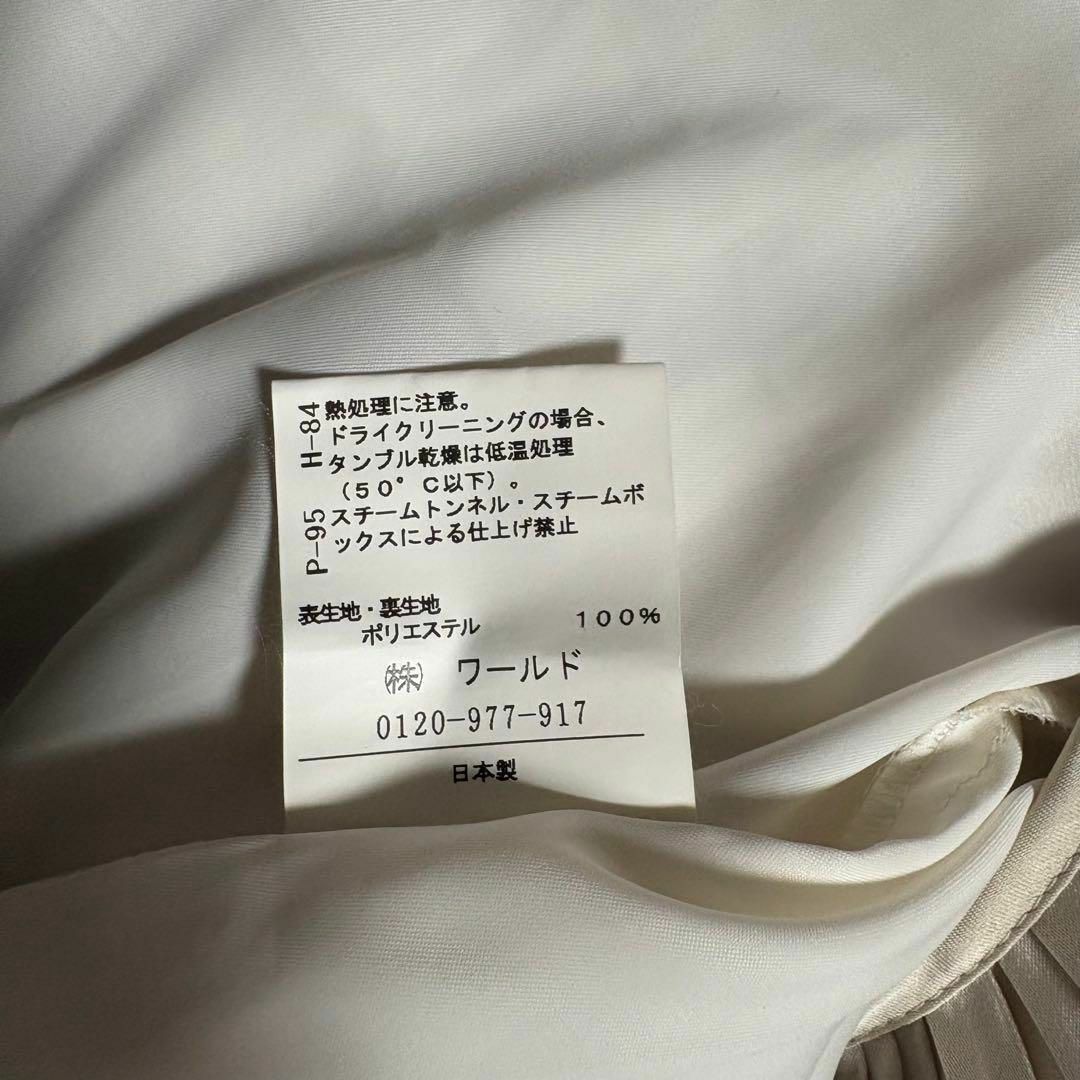 H-84
熱処理に注意。
ドライクリーニングの場合、
タンブル乾燥は低温処理
(50°C以下)。
P-95
スチームトンネル・スチームボ
ックスによる仕上げ禁止
表生地・裏生地
ポリエステル 100%
㈱ ワールド
0120-977-917
日本製